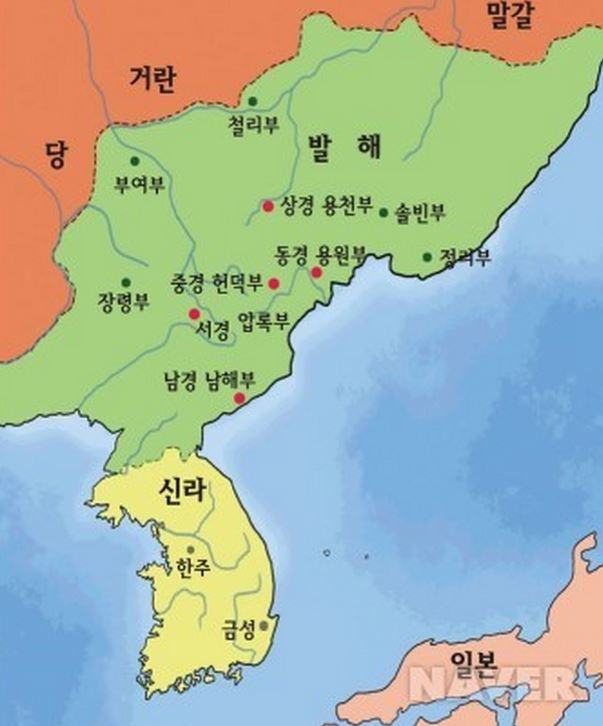 말갈
거란
당
철리부
발 해
부여부
상경 용천부
솔빈부
동경 용원부
정리부
중경 헌덕부
장령부
서경 압록부
남경 남해부
신라
한주
금성
일본
NAVER